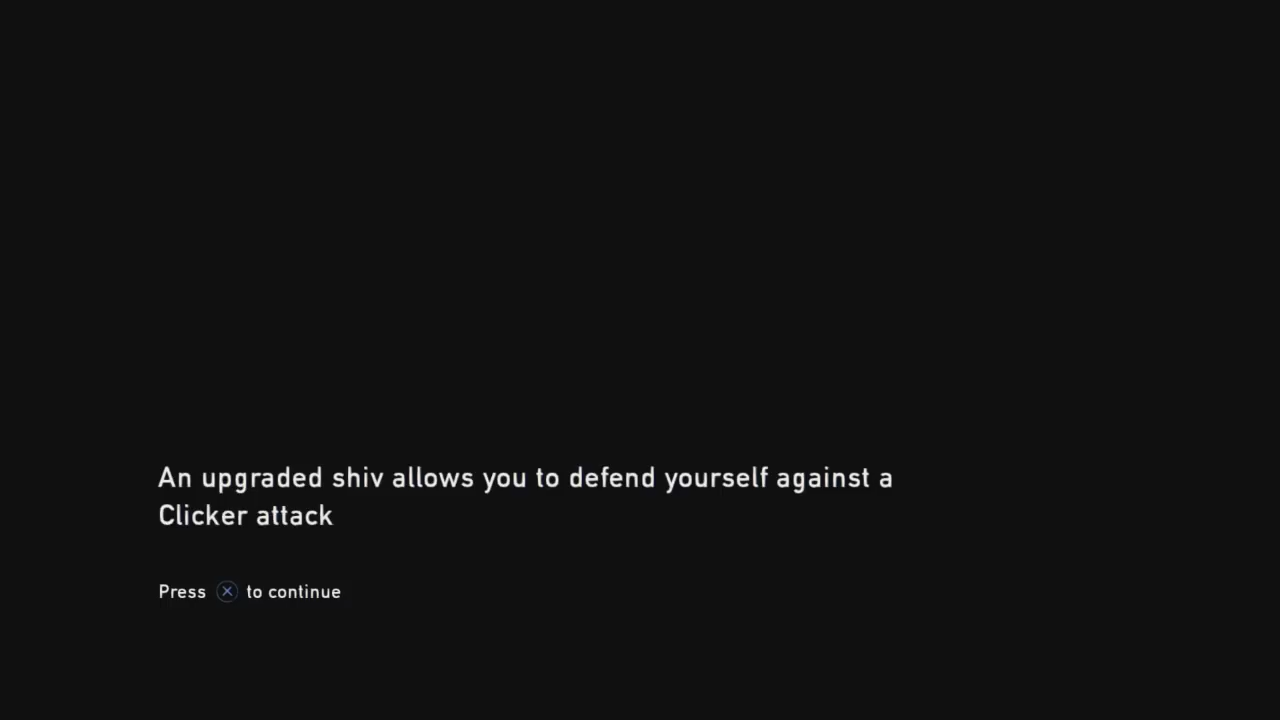 An upgraded shiv allows you to defend yourself against a
Clicker attack
Press ⓧ to continue